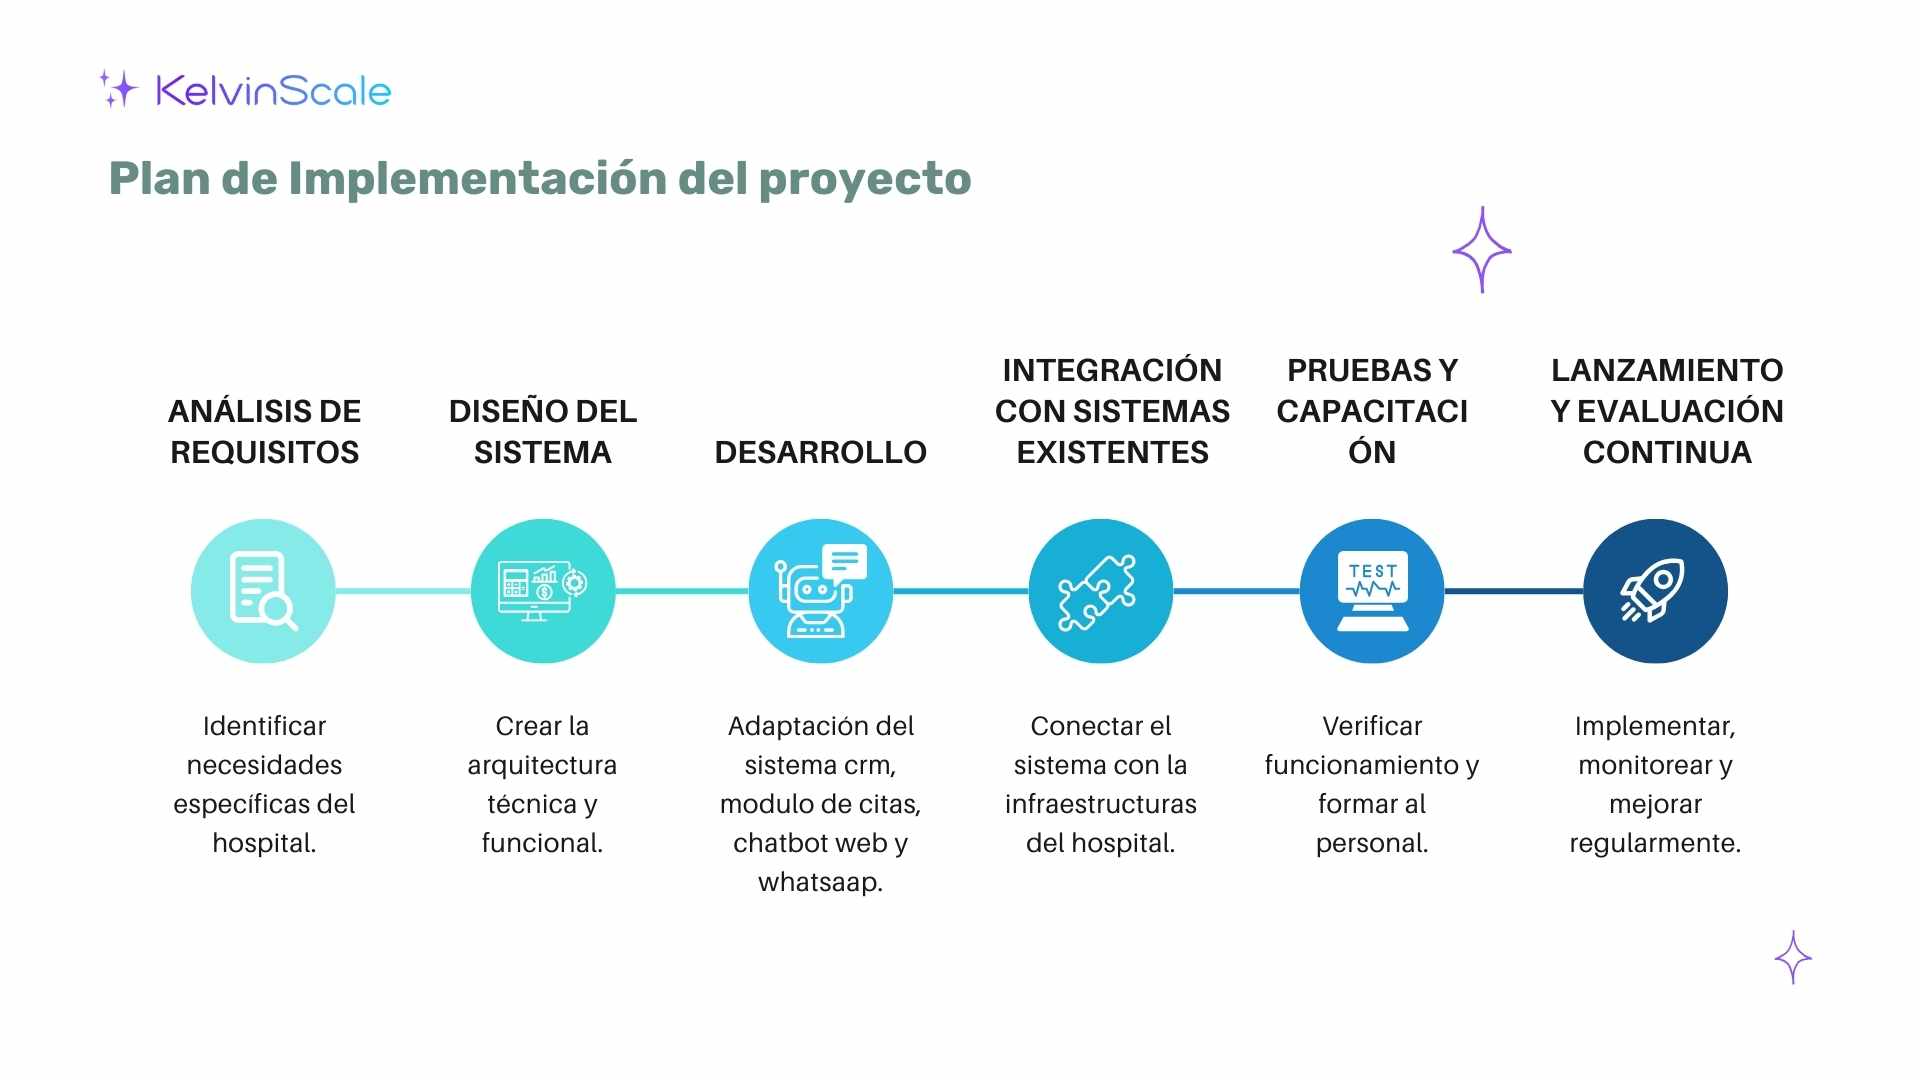 KelvinScale
Plan de Implementación del proyecto
ANÁLISIS DE
REQUISITOS
DISEÑO DEL
SISTEMA
DESARROLLO
INTEGRACIÓN
CON SISTEMAS
EXISTENTES
PRUEBAS Y
CAPACITACI
ÓN
LANZAMIENTO
Y EVALUACIÓN
CONTINUA
$
TEST
Identificar
necesidades
específicas del
hospital.
Crear la
arquitectura
técnica y
funcional.
Adaptación del
sistema crm,
modulo de citas,
chatbot web y
whatsaap.
Conectar el
sistema con la
infraestructuras
del hospital.
Verificar
funcionamiento y
formar al
personal.
Implementar,
monitorear y
mejorar
regularmente.